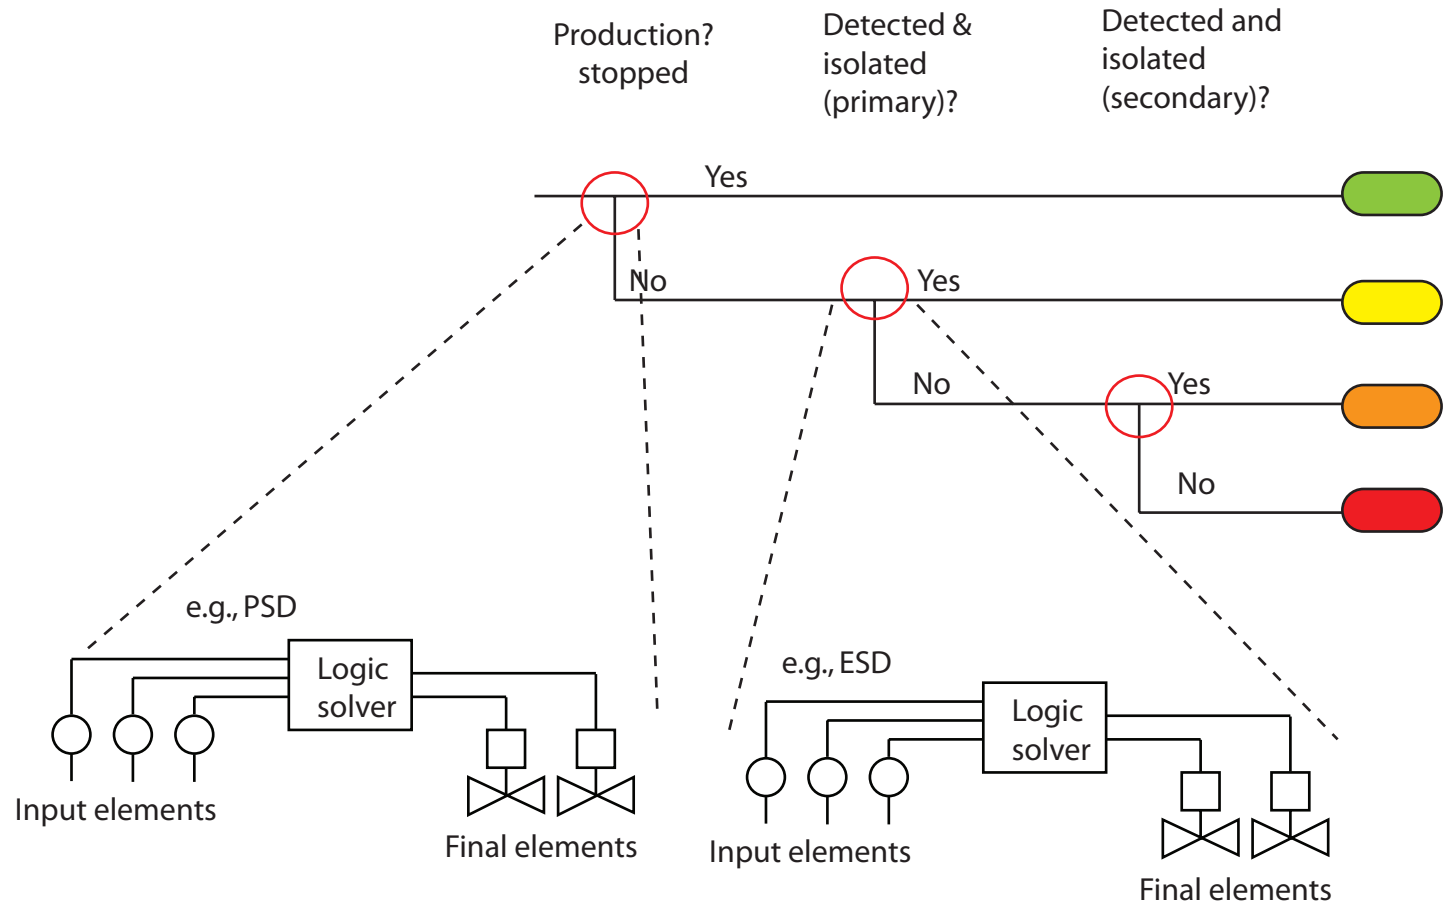 Production?
stopped
Detected &
isolated
(primary)?
Detected and
isolated
(secondary)?
Yes
No
Yes
No
Yes
No
e.g., PSD
Logic
solver
Input elements
Final elements
e.g., ESD
Logic
solver
Input elements
Final elements